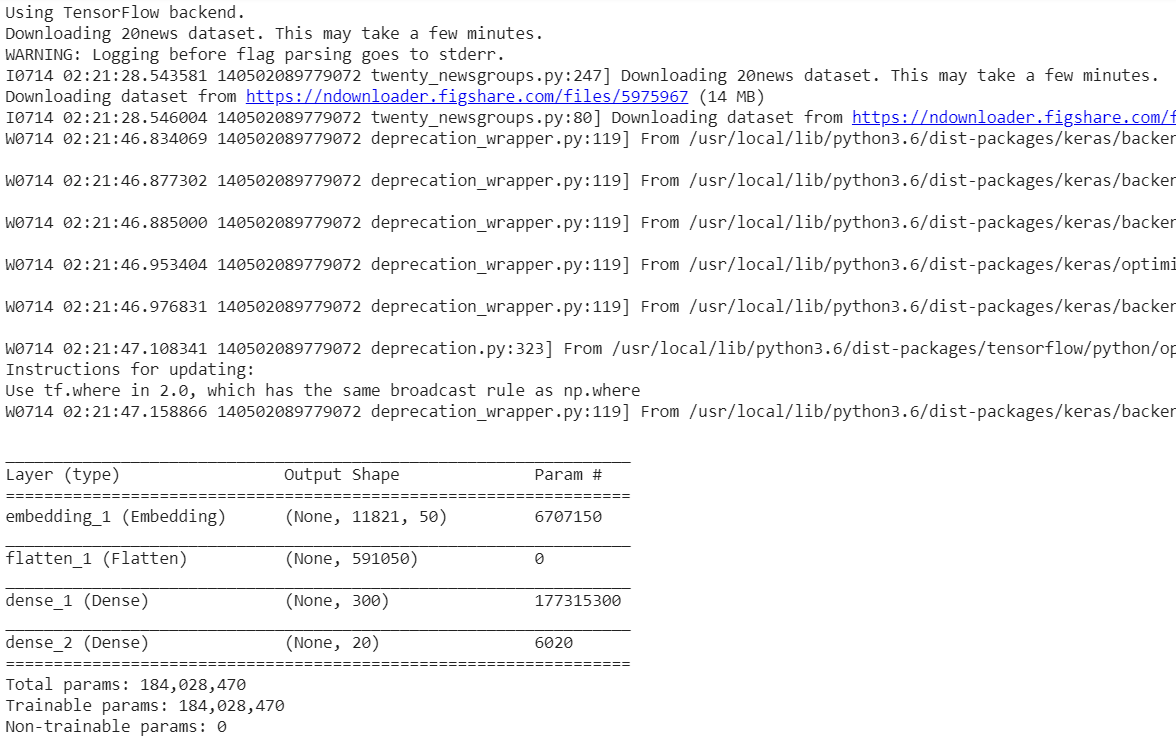 Using TensorFlow backend.
Downloading 20news dataset. This may take a few minutes.
WARNING: Logging before flag parsing goes to stderr.
I0714 02:21:28.543581 140502089779072 twenty_newsgroups.py:247] Downloading 20news dataset. This may take a few minutes.
Downloading dataset from https://ndownloader.figshare.com/files/5975967 (14 MB)
I0714 02:21:28.546004 140502089779072 twenty_newsgroups.py:80] Downloading dataset from https://ndownloader.figshare.com/f
W0714 02:21:46.834069 140502089779072 deprecation_wrapper.py:119] From /usr/local/lib/python3.6/dist-packages/keras/backen
W0714 02:21:46.877302 140502089779072 deprecation_wrapper.py:119] From /usr/local/lib/python3.6/dist-packages/keras/backen
W0714 02:21:46.885000 140502089779072 deprecation_wrapper.py:119] From /usr/local/lib/python3.6/dist-packages/keras/backen
W0714 02:21:46.953404 140502089779072 deprecation_wrapper.py:119] From /usr/local/lib/python3.6/dist-packages/keras/optimi
W0714 02:21:46.976831 140502089779072 deprecation_wrapper.py:119] From /usr/local/lib/python3.6/dist-packages/keras/backen
W0714 02:21:47.108341 140502089779072 deprecation.py:323] From /usr/local/lib/python3.6/dist-packages/tensorflow/python/op
Instructions for updating:
Use tf.where in 2.0, which has the same broadcast rule as np.where
W0714 02:21:47.158866 140502089779072 deprecation_wrapper.py:119] From /usr/local/lib/python3.6/dist-packages/keras/backen
_________________________________________________________________
Layer (type)                 Output Shape              Param #
=================================================================
embedding_1 (Embedding)      (None, 11821, 50)         6707150
_________________________________________________________________
flatten_1 (Flatten)          (None, 591050)            0
_________________________________________________________________
dense_1 (Dense)              (None, 300)               177315300
_________________________________________________________________
dense_2 (Dense)              (None, 20)                6020
=================================================================
Total params: 184,028,470
Trainable params: 184,028,470
Non-trainable params: 0